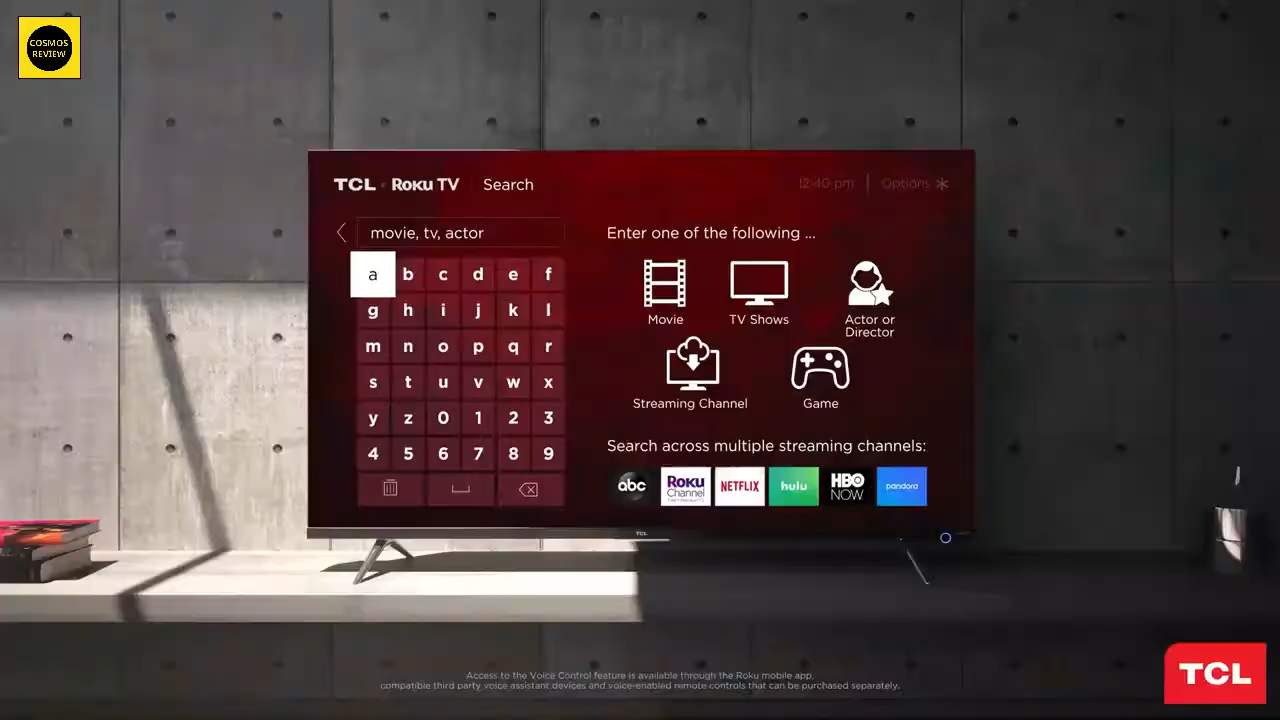 COSMOS
REVIEW
TCL • Roku TV
Search
12:40 pm
Options
movie, tv, actor
a b c d e f
g h i j k l
m n o p q r
s t u v w x
y z 0 1 2 3
4 5 6 7 8 9
Enter one of the following ...
Movie
TV Shows
Actor or
Director
Streaming Channel
Game
Search across multiple streaming channels:
abc
Roku
Channel
NETFLIX
hulu
HBO
NOW
pandora
TCL
Access to the Voice Control feature is available through the Roku mobile app,
compatible third party voice assistant devices and voice-enabled remote controls that can be purchased separately.
TCL